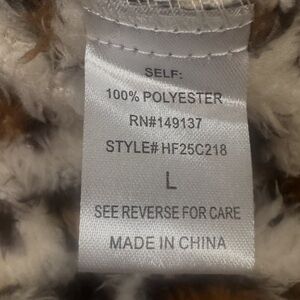 SELF:
100% POLYESTER
RN#149137
STYLE# HF25C218
L
SEE REVERSE FOR CARE
MADE IN CHINA